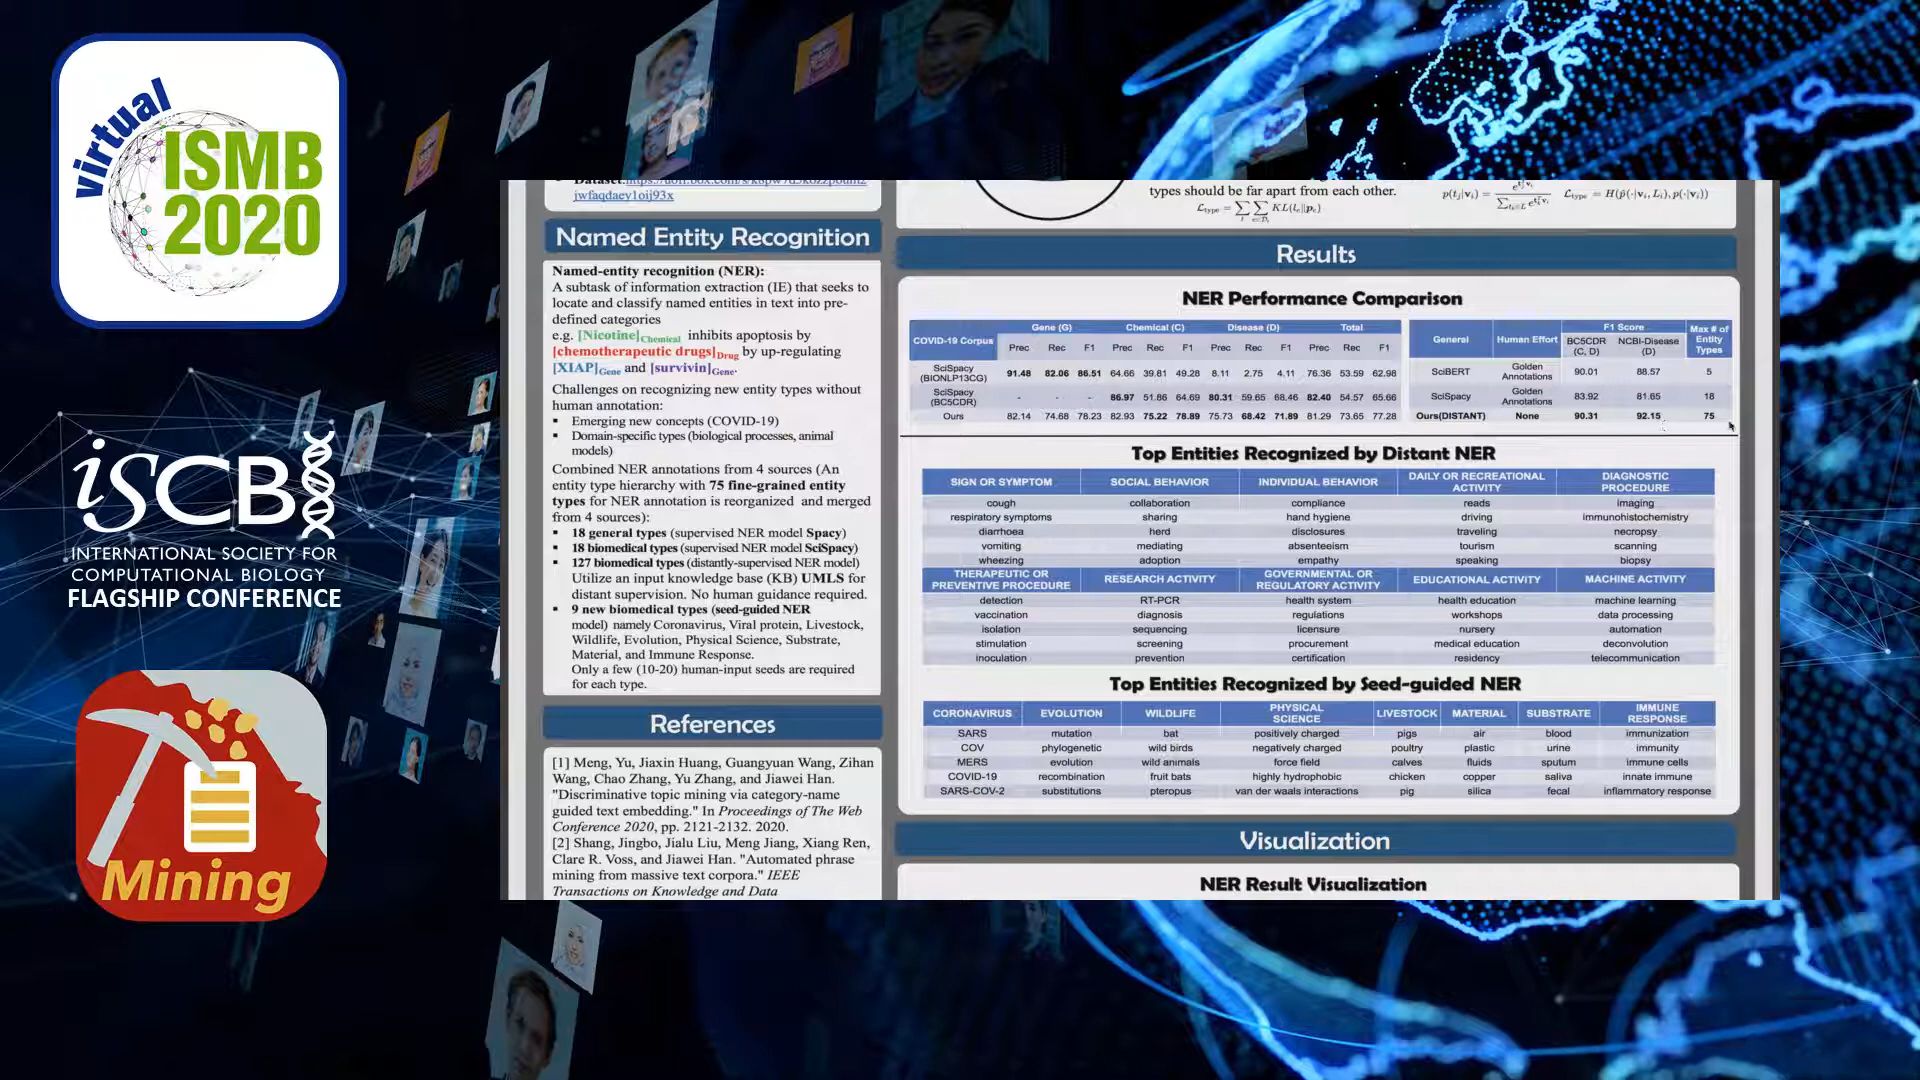 virtual
ISMB
2020
iSCB
INTERNATIONAL SOCIETY FOR
COMPUTATIONAL BIOLOGY
FLAGSHIP CONFERENCE
Mining
jwfaqdaey1oij93x
Named Entity Recognition
Named-entity recognition (NER):
A subtask of information extraction (IE) that seeks to
locate and classify named entities in text into pre-
defined categories
e.g. [Nicotine]Chemical inhibits apoptosis by
[chemotherapeutic drugs]Drug by up-regulating
[XIAP]Gene and [survivin]Gene.
Challenges on recognizing new entity types without
human annotation:
▪ Emerging new concepts (COVID-19)
▪ Domain-specific types (biological processes, animal
models)
Combined NER annotations from 4 sources (An
entity type hierarchy with 75 fine-grained entity
types for NER annotation is reorganized and merged
from 4 sources):
▪ 18 general types (supervised NER model Spacy)
▪ 18 biomedical types (supervised NER model SciSpacy)
▪ 127 biomedical types (distantly-supervised NER model)
Utilize an input knowledge base (KB) UMLS for
distant supervision. No human guidance required.
▪ 9 new biomedical types (seed-guided NER
model) namely Coronavirus, Viral protein, Livestock,
Wildlife, Evolution, Physical Science, Substrate,
Material, and Immune Response.
Only a few (10-20) human-input seeds are required
for each type.
References
[1] Meng, Yu, Jiaxin Huang, Guangyuan Wang, Zihan
Wang, Chao Zhang, Yu Zhang, and Jiawei Han.
"Discriminative topic mining via category-name
guided text embedding." In Proceedings of The Web
Conference 2020, pp. 2121-2132. 2020.
[2] Shang, Jingbo, Jialu Liu, Meng Jiang, Xiang Ren,
Clare R. Voss, and Jiawei Han. "Automated phrase
mining from massive text corpora." IEEE
Transactions on Knowledge and Data
types should be far apart from each other.
Results
NER Performance Comparison
COVID-19 Corpus Gene (G) Chemical (C) Disease (D) Total
Prec Rec F1 Prec Rec F1 Prec Rec F1 Prec Rec F1
SciSpacy (BIONLP13CG) 91.48 82.06 86.51 64.66 39.81 49.28 8.11 2.75 4.11 76.36 53.59 62.98
SciSpacy (BC5CDR) - - - 86.97 51.86 64.69 80.31 59.65 68.46 82.40 54.57 65.66
Ours 82.14 74.68 78.23 82.93 75.22 78.89 75.73 68.42 71.89 81.29 73.65 77.28
General Human Effort F1 Score Max # of Entity Types
BC5CDR (C, D) NCBI-Disease (D)
SciBERT Golden Annotations 90.01 88.57 5
SciSpacy Golden Annotations 83.92 81.65 18
Ours(DISTANT) None 90.31 92.15 75
Top Entities Recognized by Distant NER
SIGN OR SYMPTOM SOCIAL BEHAVIOR INDIVIDUAL BEHAVIOR DAILY OR RECREATIONAL ACTIVITY DIAGNOSTIC PROCEDURE
cough collaboration compliance reads imaging
respiratory symptoms sharing hand hygiene driving immunohistochemistry
diarrhoea herd disclosures traveling necropsy
vomiting mediating absenteeism tourism scanning
wheezing adoption empathy speaking biopsy
THERAPEUTIC OR PREVENTIVE PROCEDURE RESEARCH ACTIVITY GOVERNMENTAL OR REGULATORY ACTIVITY EDUCATIONAL ACTIVITY MACHINE ACTIVITY
detection RT-PCR health system health education machine learning
vaccination diagnosis regulations workshops data processing
isolation sequencing licensure nursery automation
stimulation screening procurement medical education deconvolution
inoculation prevention certification residency telecommunication
Top Entities Recognized by Seed-guided NER
CORONAVIRUS EVOLUTION WILDLIFE PHYSICAL SCIENCE LIVESTOCK MATERIAL SUBSTRATE IMMUNE RESPONSE
SARS mutation bat positively charged pigs air blood immunization
COV phylogenetic wild birds negatively charged poultry plastic urine immunity
MERS evolution wild animals force field calves fluids sputum immune cells
COVID-19 recombination fruit bats highly hydrophobic chicken copper saliva innate immune
SARS-COV-2 substitutions pteropus van der waals interactions pig silica fecal inflammatory response
Visualization
NER Result Visualization